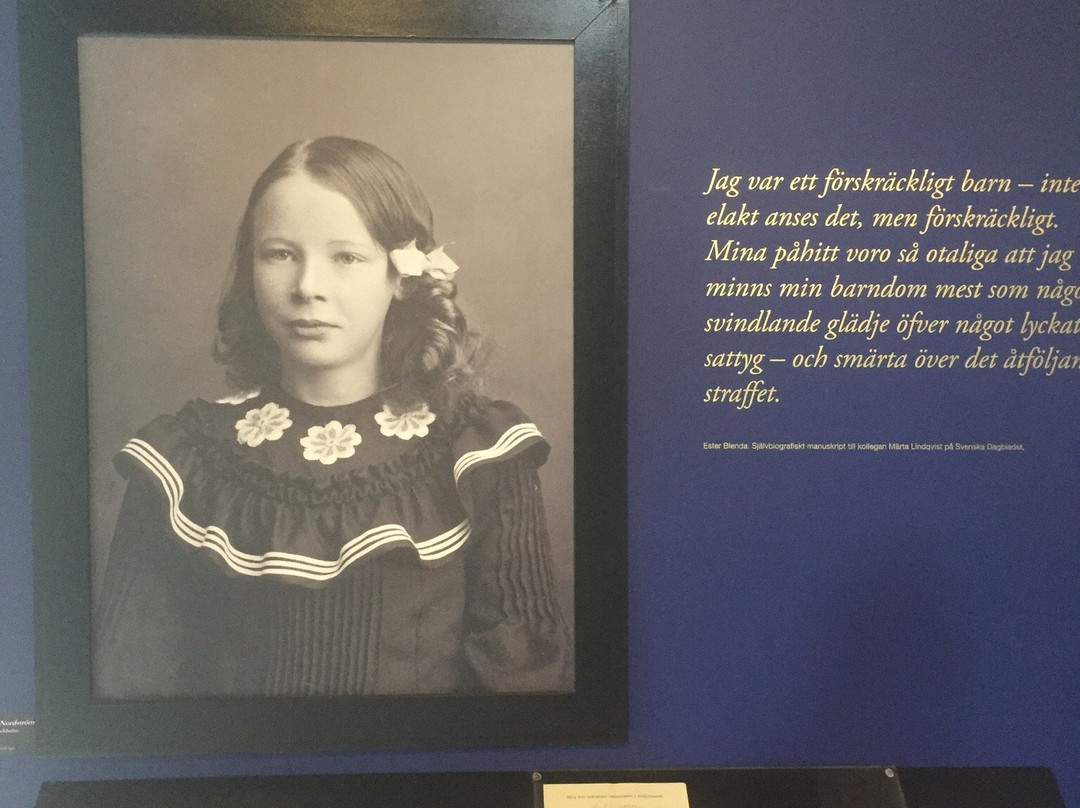 Jag var ett förskräckligt barn – inte
elakt anses det, men förskräckligt.
Mina påhitt voro så otaliga att jag
minns min barndom mest som någo
svindlande glädje öfver något lyckat
sattyg – och smärta över det åtföljan
straffet.
Ester Blenda. Självbiografiskt manuskript till kollegan Märta Lindqvist på Svenska Dagbladet.
Nordström